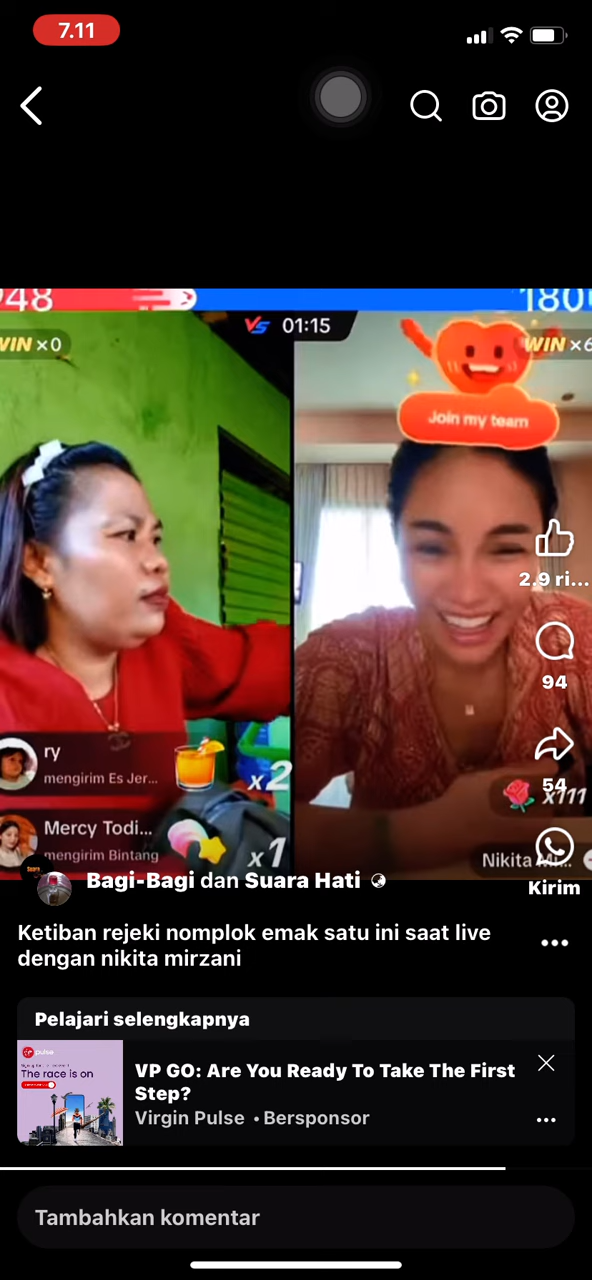 7.11
948
180
WIN ×0
VS 01:15
WIN ×6
Join my team
2.9 ri...
94
54
ry
mengirim Es Jer...
x2
x111
Mercy Todi...
mengirim Bintang
x1
Nikita
Kirim
Bagi-Bagi dan Suara Hati
Ketiban rejeki nomplok emak satu ini saat live
dengan nikita mirzani
Pelajari selengkapnya
pulse
The race is on
VP GO: Are You Ready To Take The First
Step?
Virgin Pulse • Bersponsor
Tambahkan komentar